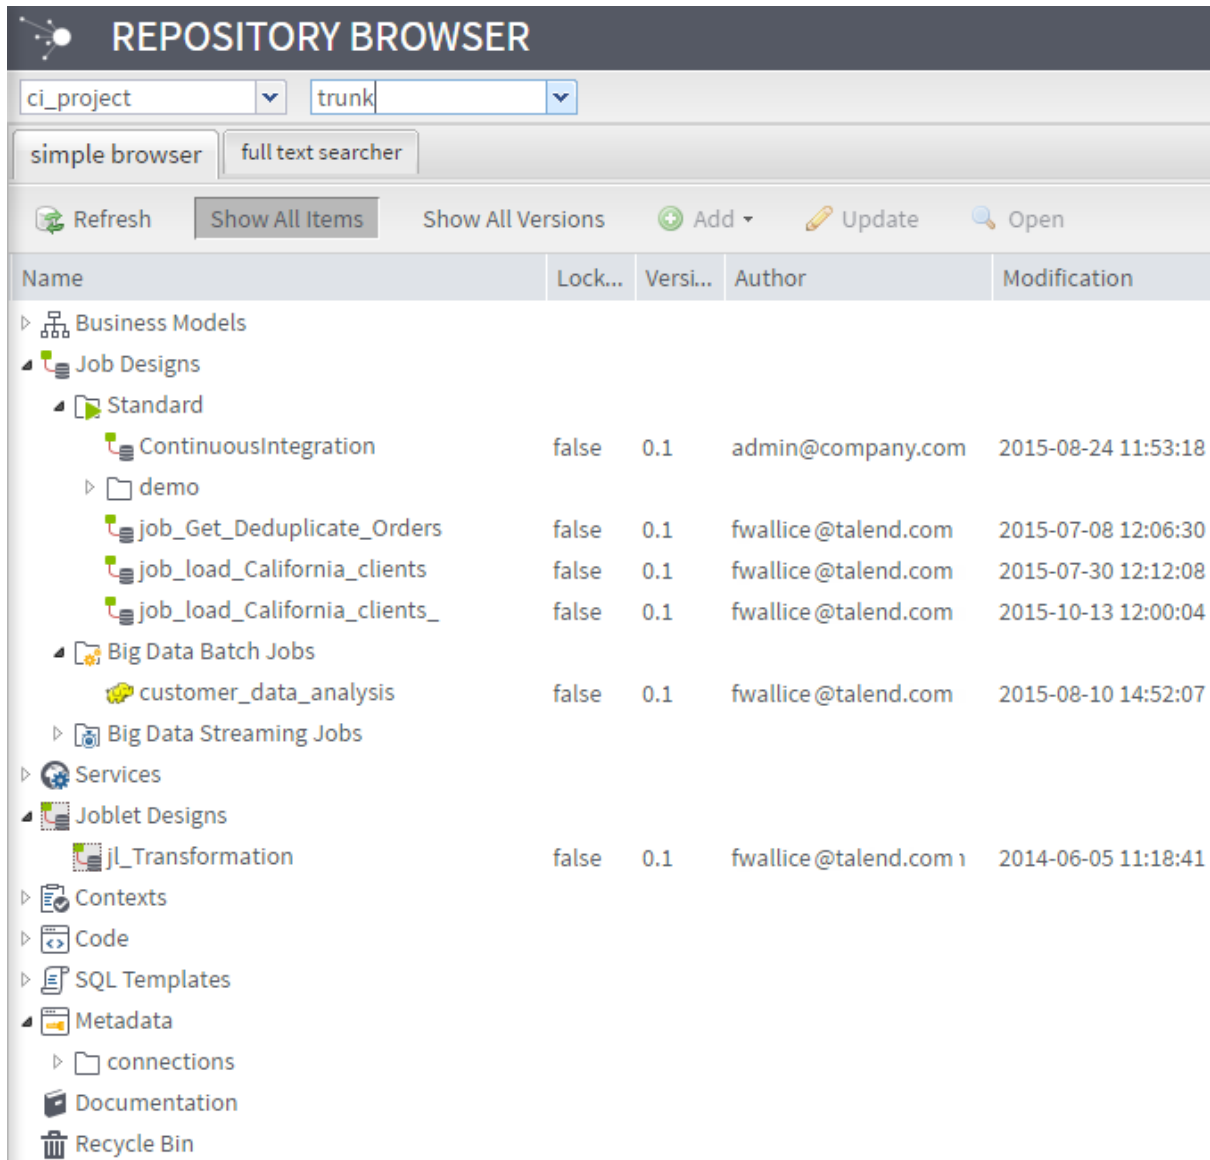 REPOSITORY BROWSER
ci_project trunk
simple browser full text searcher
Refresh Show All Items Show All Versions Add Update Open
Name Lock... Versi... Author Modification
Business Models
Job Designs
Standard
ContinuousIntegration false 0.1 admin@company.com 2015-08-24 11:53:18
demo
job_Get_Deduplicate_Orders false 0.1 fwallice@talend.com 2015-07-08 12:06:30
job_load_California_clients false 0.1 fwallice@talend.com 2015-07-30 12:12:08
job_load_California_clients_ false 0.1 fwallice@talend.com 2015-10-13 12:00:04
Big Data Batch Jobs
customer_data_analysis false 0.1 fwallice@talend.com 2015-08-10 14:52:07
Big Data Streaming Jobs
Services
Joblet Designs
jl_Transformation false 0.1 fwallice@talend.com 2014-06-05 11:18:41
Contexts
Code
SQL Templates
Metadata
connections
Documentation
Recycle Bin